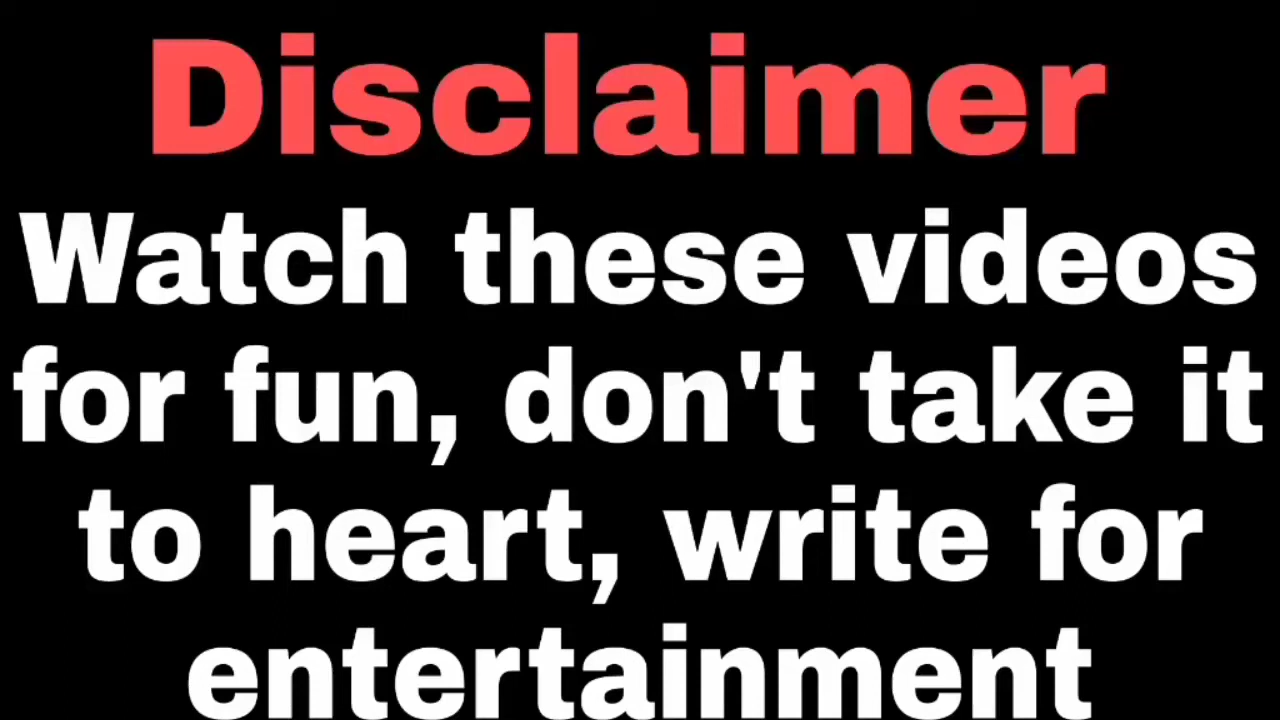 Disclaimer
Watch these videos
for fun, don't take it
to heart, write for
entertainment